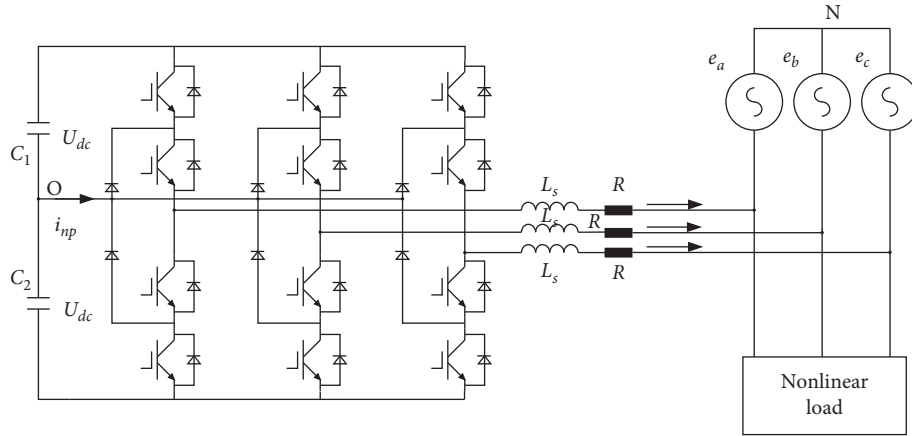 N
e_a
e_b
e_c
C_1
U_dc
O
i_np
L_s
R
L_s
R
L_s
R
C_2
U_dc
Nonlinear
load